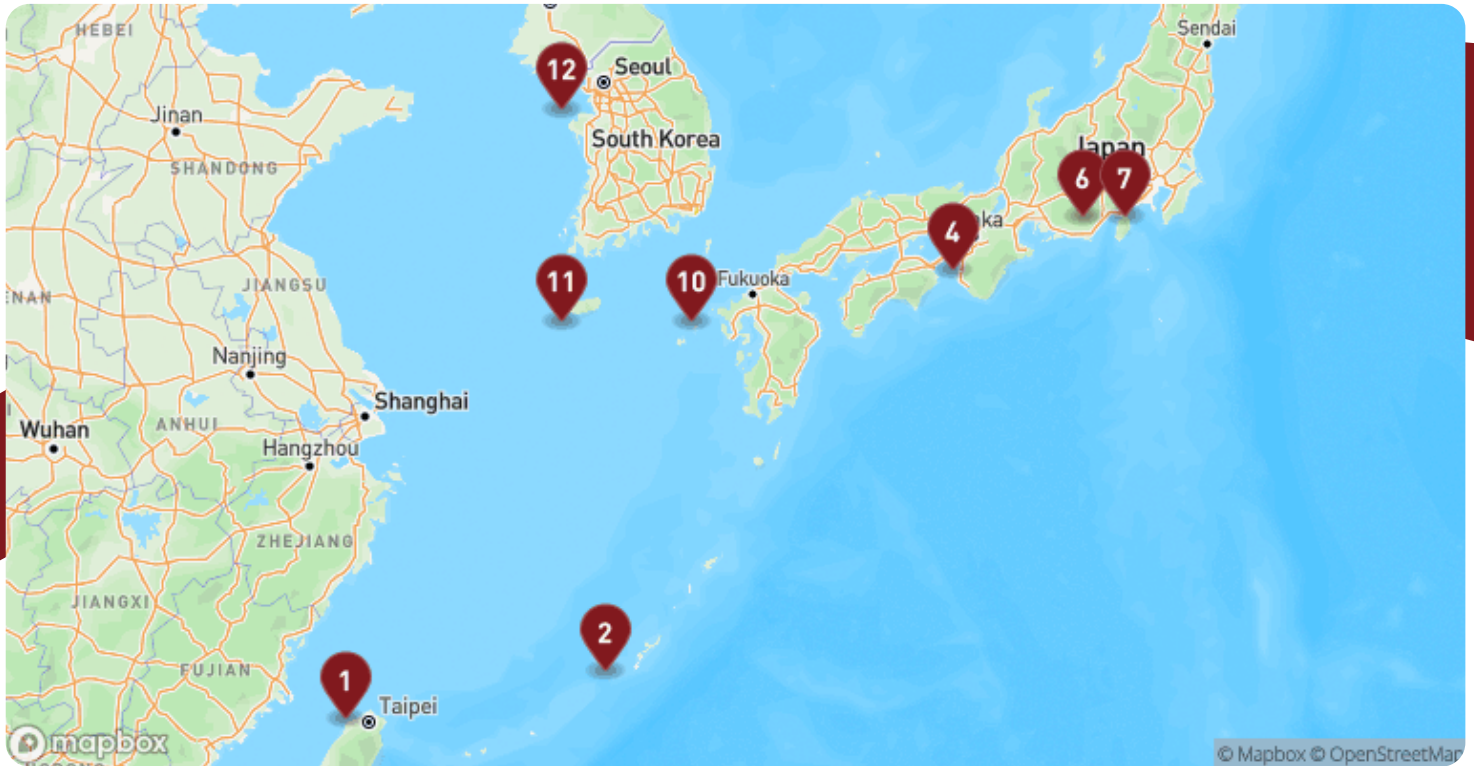 HEBEI
Sendai
12
Seoul
Jinan
South Korea
Japan
SHANDONG
6
7
4
ka
11
10
Fukuoka
JIANGSU
ENAN
Nanjing
Shanghai
Wuhan
ANHUI
Hangzhou
ZHEJIANG
JIANGXI
2
FUJIAN
1
Taipei
mapbox
© Mapbox © OpenStreetMap